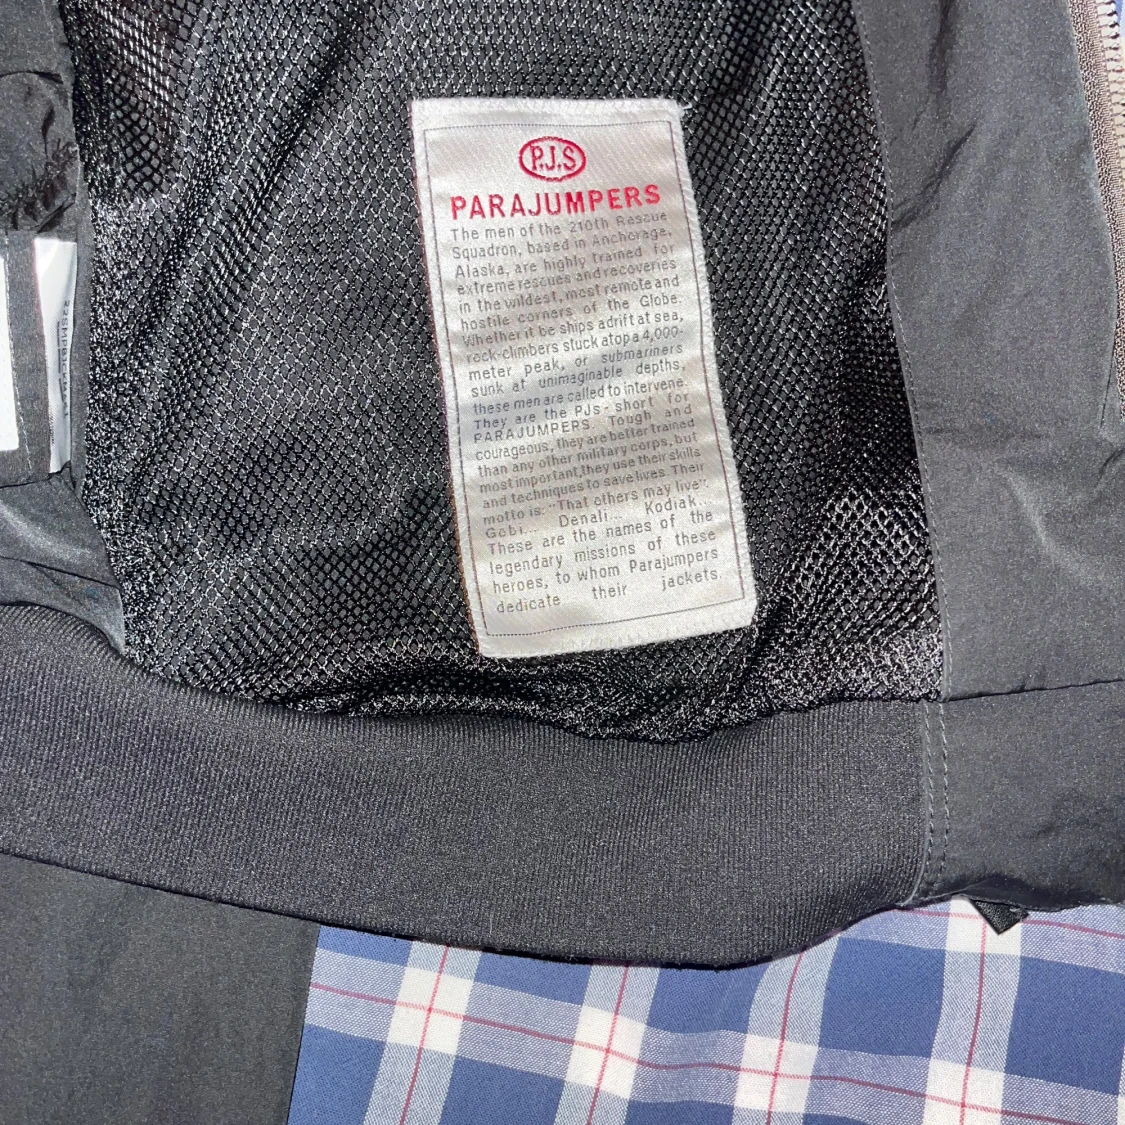 P.J.S
PARAJUMPERS
The men of the 210th Rescue
Squadron, based in Anchorage,
Alaska, are highly trained for
extreme rescues and recoveries
in the wildest, most remote and
hostile corners of the Globe.
Whether it be ships adrift at sea,
rock-climbers stuck atop a 4,000-
meter peak, or submariners
sunk at unimaginable depths,
these men are called to intervene.
They are the PJs - short for
PARAJUMPERS. Tough and
courageous, they are better trained
than any other military corps, but
most important, they use their skills
and techniques to save lives. Their
motto is: "That others may live".
Gobi... Denali... Kodiak...
These are the names of the
legendary missions of these
heroes, to whom Parajumpers
dedicate their jackets.